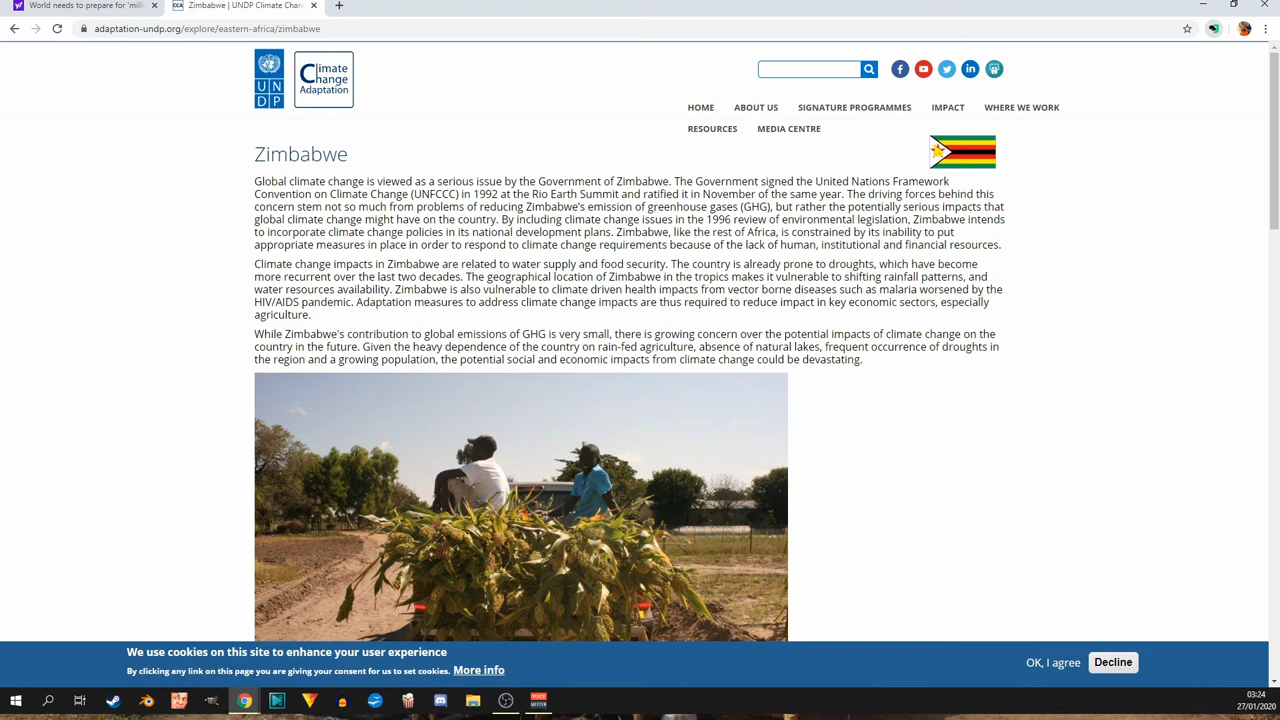 World needs to prepare for 'milli
Zimbabwe | UNDP Climate Chan
adaptation-undp.org/explore/eastern-africa/zimbabwe
U N
D P
Climate
Change
Adaptation
HOME ABOUT US SIGNATURE PROGRAMMES IMPACT WHERE WE WORK
RESOURCES MEDIA CENTRE
Zimbabwe
Global climate change is viewed as a serious issue by the Government of Zimbabwe. The Government signed the United Nations Framework
Convention on Climate Change (UNFCCC) in 1992 at the Rio Earth Summit and ratified it in November of the same year. The driving forces behind this
concern stem not so much from problems of reducing Zimbabwe's emission of greenhouse gases (GHG), but rather the potentially serious impacts that
global climate change might have on the country. By including climate change issues in the 1996 review of environmental legislation, Zimbabwe intends
to incorporate climate change policies in its national development plans. Zimbabwe, like the rest of Africa, is constrained by its inability to put
appropriate measures in place in order to respond to climate change requirements because of the lack of human, institutional and financial resources.
Climate change impacts in Zimbabwe are related to water supply and food security. The country is already prone to droughts, which have become
more recurrent over the last two decades. The geographical location of Zimbabwe in the tropics makes it vulnerable to shifting rainfall patterns, and
water resources availability. Zimbabwe is also vulnerable to climate driven health impacts from vector borne diseases such as malaria worsened by the
HIV/AIDS pandemic. Adaptation measures to address climate change impacts are thus required to reduce impact in key economic sectors, especially
agriculture.
While Zimbabwe's contribution to global emissions of GHG is very small, there is growing concern over the potential impacts of climate change on the
country in the future. Given the heavy dependence of the country on rain-fed agriculture, absence of natural lakes, frequent occurrence of droughts in
the region and a growing population, the potential social and economic impacts from climate change could be devastating.
We use cookies on this site to enhance your user experience
By clicking any link on this page you are giving your consent for us to set cookies. More info
OK, I agree Decline
03:24
27/01/2020